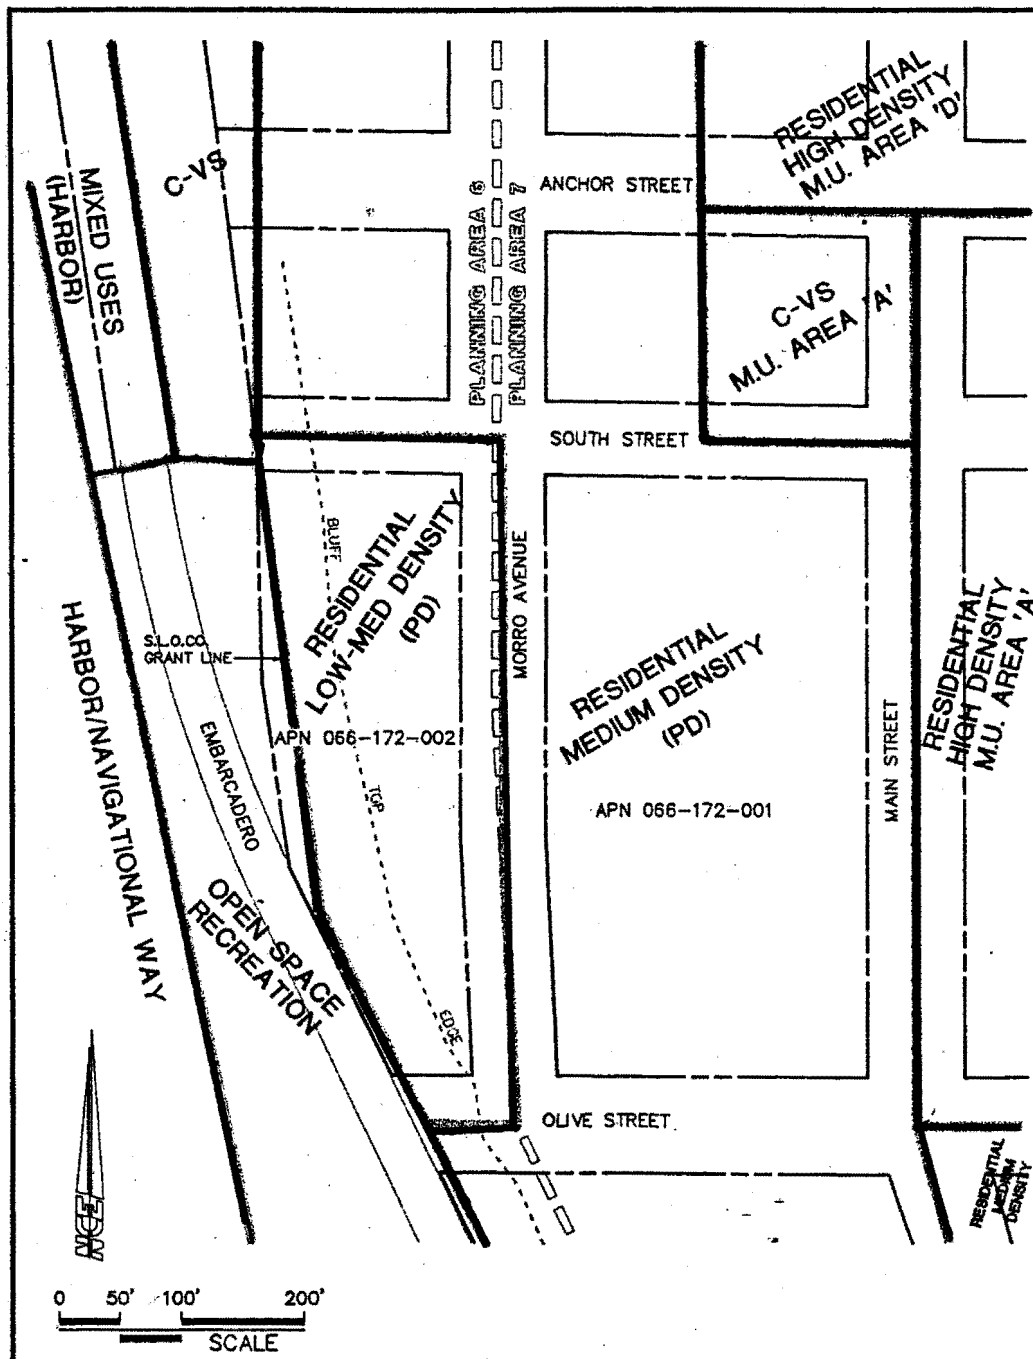 RESIDENTIAL
HIGH DENSITY
M.U. AREA 'D'
C-VS
MIXED USES
(HARBOR)
PLANNING AREA 6
PLANNING AREA 7
ANCHOR STREET
C-VS
M.U. AREA 'A'
SOUTH STREET
BLUFF
TOP
EDGE
RESIDENTIAL
LOW-MED DENSITY
(PD)
MORRO AVENUE
HARBOR/NAVIGATIONAL WAY
S.L.O.CO.
GRANT LINE
EMBARCADERO
APN 066-172-002
RESIDENTIAL
MEDIUM DENSITY
(PD)
APN 066-172-001
MAIN STREET
RESIDENTIAL
HIGH DENSITY
M.U. AREA 'A'
OPEN SPACE
RECREATION
OLIVE STREET
RESIDENTIAL
MEDIUM
DENSITY
NCE
0 50' 100' 200'
SCALE